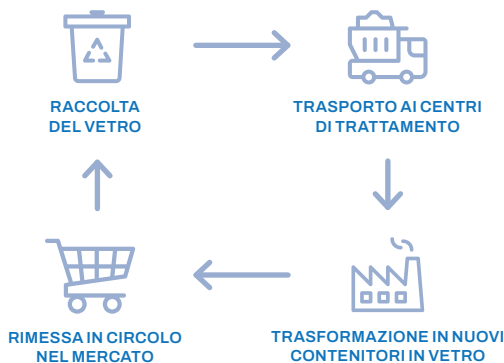 RACCOLTA
DEL VETRO
TRASPORTO AI CENTRI
DI TRATTAMENTO
RIMESSA IN CIRCOLO
NEL MERCATO
TRASFORMAZIONE IN NUOVI
CONTENITORI IN VETRO